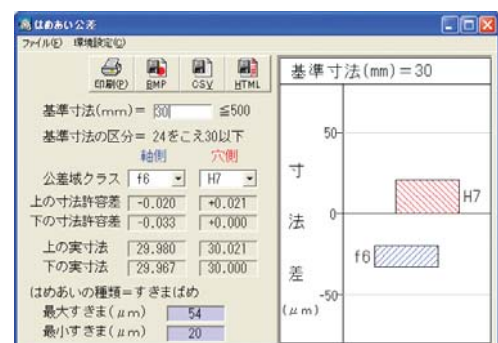 はめあい公差
ファイル(F) 環境設定(C)
印刷(P) BMP CSV HTML
基準寸法(mm)= 30 ≦500
基準寸法の区分= 24をこえ30以下
軸側 穴側
公差域クラス f6 H7
上の寸法許容差 -0.020 +0.021
下の寸法許容差 -0.033 +0.000
上の実寸法 29.980 30.021
下の実寸法 29.967 30.000
はめあいの種類=すきまばめ
最大すきま(μm) 54
最小すきま(μm) 20
基準寸法(mm)=30
50
寸
H7
法 0
f6
差
-50
(μm)